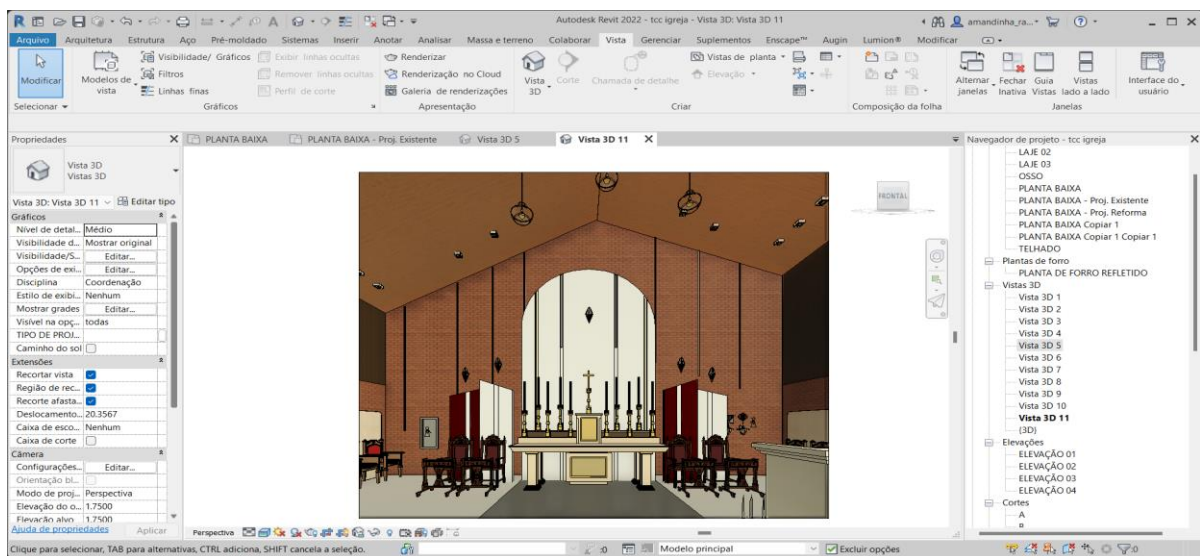 Autodesk Revit 2022 - tcc igreja - Vista 3D: Vista 3D 11
amandinha_ra...
Arquivo Arquitetura Estrutura Aço Pré-moldado Sistemas Inserir Anotar Analisar Massa e terreno Colaborar Vista Gerenciar Suplementos Enscape™ Augin Lumion® Modificar
Modificar
Selecionar
Modelos de vista
Visibilidade/ Gráficos
Filtros
Linhas finas
Exibir linhas ocultas
Remover linhas ocultas
Perfil de corte
Gráficos
Renderizar
Renderização no Cloud
Galeria de renderizações
Apresentação
Vista 3D
Corte
Chamada de detalhe
Vistas de planta
Elevação
Criar
Composição da folha
Alternar janelas
Fechar Inativa
Guia Vistas
Vistas lado a lado
Janelas
Interface do usuário
Propriedades
PLANTA BAIXA
PLANTA BAIXA - Proj. Existente
Vista 3D 5
Vista 3D 11
Vista 3D
Vistas 3D
Vista 3D: Vista 3D 11
Editar tipo
Gráficos
Nível de detal... Médio
Visibilidade d... Mostrar original
Visibilidade/S... Editar...
Opções de exi... Editar...
Disciplina Coordenação
Estilo de exibi... Nenhum
Mostrar grades Editar...
Visível na opç... todas
TIPO DE PROJ...
Caminho do sol
Extensões
Recortar vista
Região de rec...
Recorte afasta...
Deslocamento... 20.3567
Caixa de esco... Nenhum
Caixa de corte
Câmera
Configurações... Editar...
Orientação bl...
Modo de proj... Perspectiva
Elevação do o... 1.7500
Elevação alvo 1.7500
Ajuda de propriedades
Aplicar
FRONTAL
Perspectiva
Navegador de projeto - tcc igreja
LAJE 02
LAJE 03
OSSO
PLANTA BAIXA
PLANTA BAIXA - Proj. Existente
PLANTA BAIXA - Proj. Reforma
PLANTA BAIXA Copiar 1
PLANTA BAIXA Copiar 1 Copiar 1
TELHADO
Plantas de forro
PLANTA DE FORRO REFLETIDO
Vistas 3D
Vista 3D 1
Vista 3D 2
Vista 3D 3
Vista 3D 4
Vista 3D 5
Vista 3D 6
Vista 3D 7
Vista 3D 8
Vista 3D 9
Vista 3D 10
Vista 3D 11
{3D}
Elevações
ELEVAÇÃO 01
ELEVAÇÃO 02
ELEVAÇÃO 03
ELEVAÇÃO 04
Cortes
A
Clique para selecionar, TAB para alternativas, CTRL adiciona, SHIFT cancela a seleção.
:0
Modelo principal
Excluir opções
:0